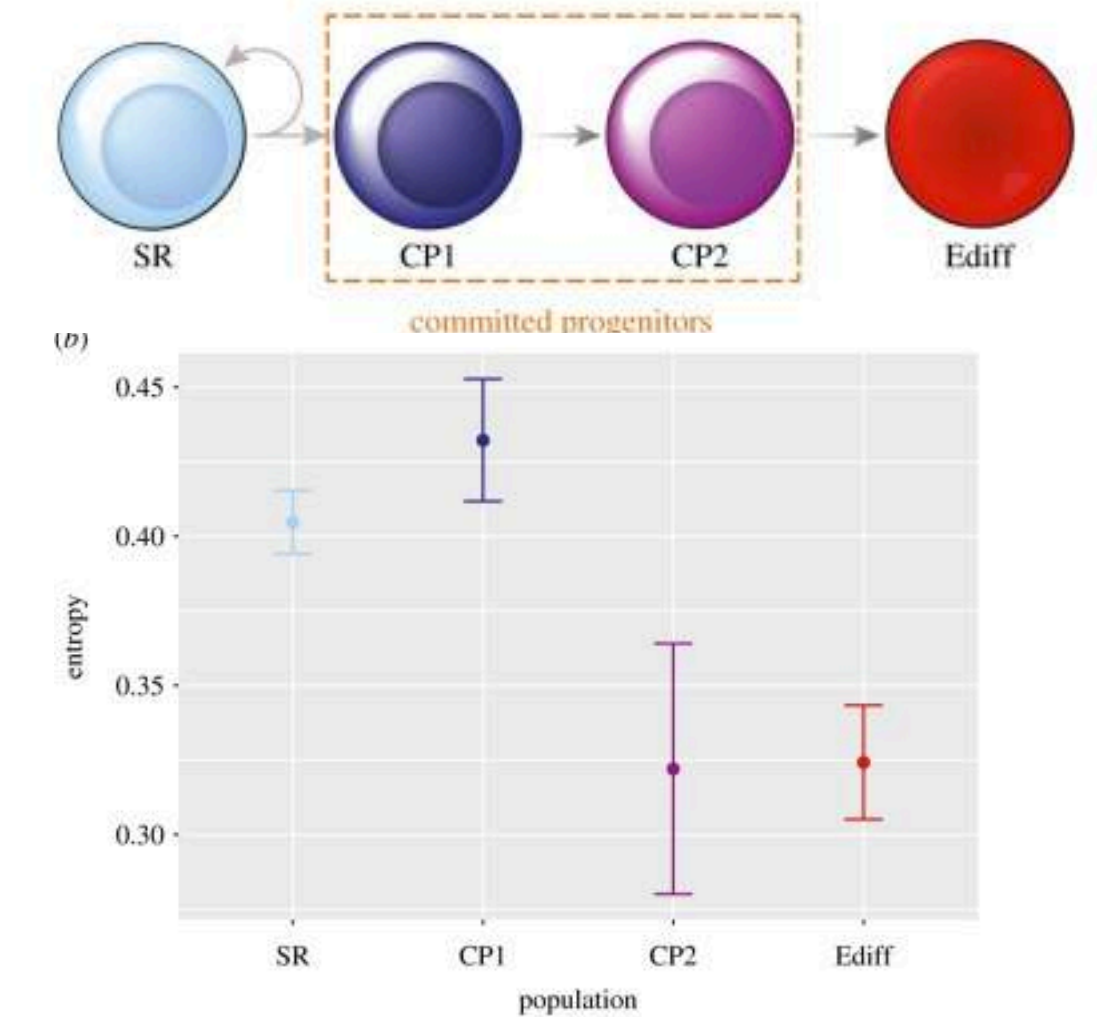 SR CP1 CP2 Ediff
committed progenitors
(b)
0.45
0.40
0.35
0.30
entropy
SR CP1 CP2 Ediff
population